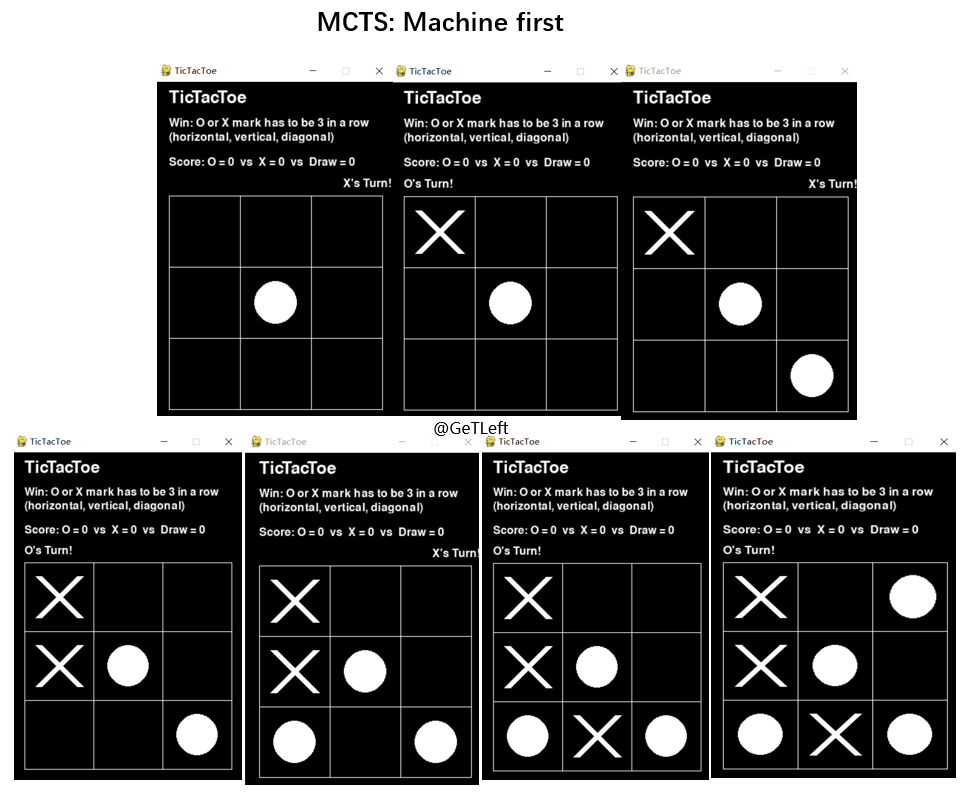 MCTS: Machine first
TicTacToe
TicTacToe
Win: O or X mark has to be 3 in a row
(horizontal, vertical, diagonal)
Score: O = 0 vs X = 0 vs Draw = 0
X's Turn!
TicTacToe
TicTacToe
Win: O or X mark has to be 3 in a row
(horizontal, vertical, diagonal)
Score: O = 0 vs X = 0 vs Draw = 0
O's Turn!
TicTacToe
TicTacToe
Win: O or X mark has to be 3 in a row
(horizontal, vertical, diagonal)
Score: O = 0 vs X = 0 vs Draw = 0
X's Turn!
@GeTLeft
TicTacToe
TicTacToe
Win: O or X mark has to be 3 in a row
(horizontal, vertical, diagonal)
Score: O = 0 vs X = 0 vs Draw = 0
O's Turn!
TicTacToe
TicTacToe
Win: O or X mark has to be 3 in a row
(horizontal, vertical, diagonal)
Score: O = 0 vs X = 0 vs Draw = 0
X's Turn!
TicTacToe
TicTacToe
Win: O or X mark has to be 3 in a row
(horizontal, vertical, diagonal)
Score: O = 0 vs X = 0 vs Draw = 0
O's Turn!
TicTacToe
TicTacToe
Win: O or X mark has to be 3 in a row
(horizontal, vertical, diagonal)
Score: O = 0 vs X = 0 vs Draw = 0
O's Turn!